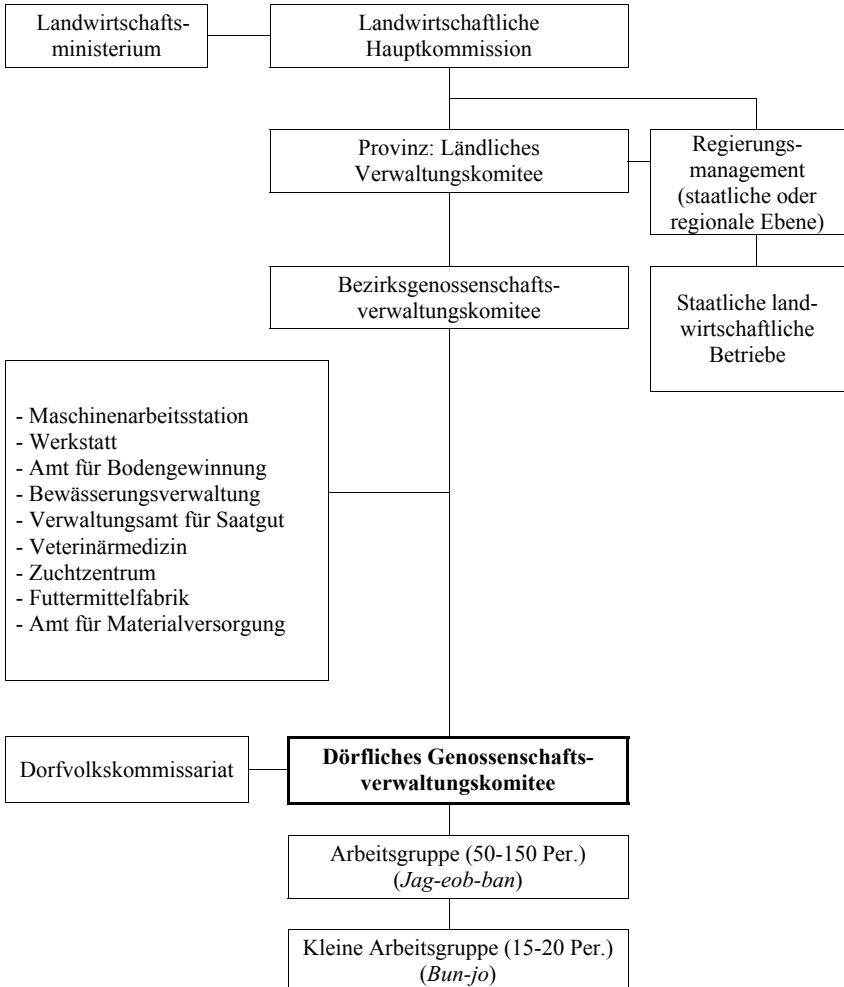 Landwirtschafts-
ministerium
Landwirtschaftliche
Hauptkommission
Provinz: Ländliches
Verwaltungskomitee
Regierungs-
management
(staatliche oder
regionale Ebene)
Bezirksgenossenschafts-
verwaltungskomitee
Staatliche land-
wirtschaftliche
Betriebe
- Maschinenarbeitsstation
- Werkstatt
- Amt für Bodengewinnung
- Bewässerungsverwaltung
- Verwaltungsamt für Saatgut
- Veterinärmedizin
- Zuchtzentrum
- Futtermittelfabrik
- Amt für Materialversorgung
Dorfvolkskommissariat
Dörfliches Genossenschafts-
verwaltungskomitee
Arbeitsgruppe (50-150 Per.)
(Jag-eob-ban)
Kleine Arbeitsgruppe (15-20 Per.)
(Bun-jo)